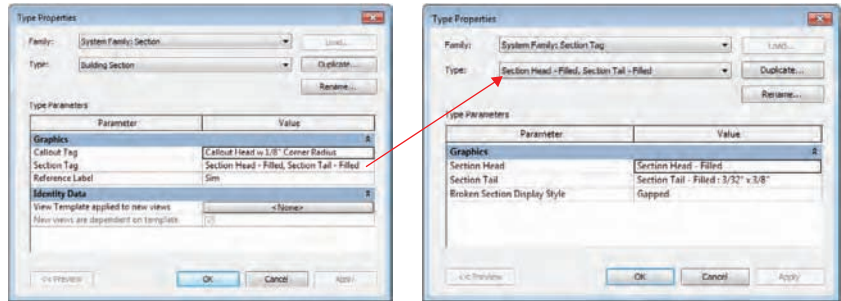 Type Properties
Family: System Family: Section Load...
Type: Building Section Duplicate...
Rename...
Type Parameters
Parameter Value
Graphics
Callout Tag Callout Head w 1/8" Corner Radius
Section Tag Section Head - Filled, Section Tail - Filled
Reference Label Sim
Identity Data
View Template applied to new views <None>
New views are dependent on template
<< Preview OK Cancel Apply
Type Properties
Family: System Family: Section Tag Load...
Type: Section Head - Filled, Section Tail - Filled Duplicate...
Rename...
Type Parameters
Parameter Value
Graphics
Section Head Section Head - Filled
Section Tail Section Tail - Filled : 3/32" x 3/8"
Broken Section Display Style Gapped
<< Preview OK Cancel Apply